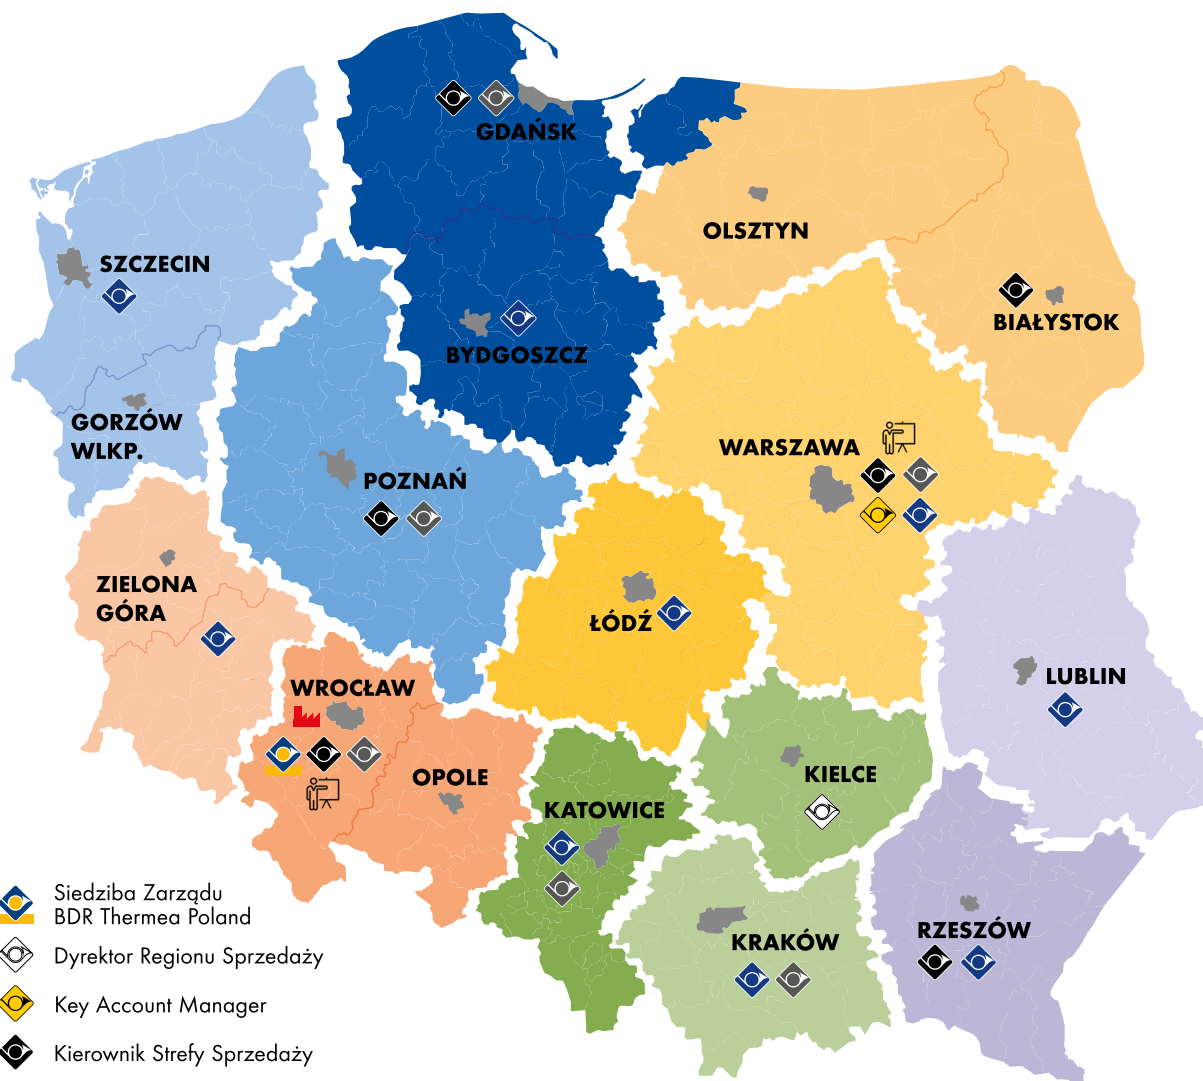 GDAŃSK
OLSZTYN
SZCZECIN
BIAŁYSTOK
BYDGOSZCZ
GORZÓW
WLKP.
WARSZAWA
POZNAŃ
ZIELONA
GÓRA
ŁÓDŹ
LUBLIN
WROCŁAW
OPOLE
KIELCE
KATOWICE
KRAKÓW
RZESZÓW
Siedziba Zarządu
BDR Thermea Poland
Dyrektor Regionu Sprzedaży
Key Account Manager
Kierownik Strefy Sprzedaży